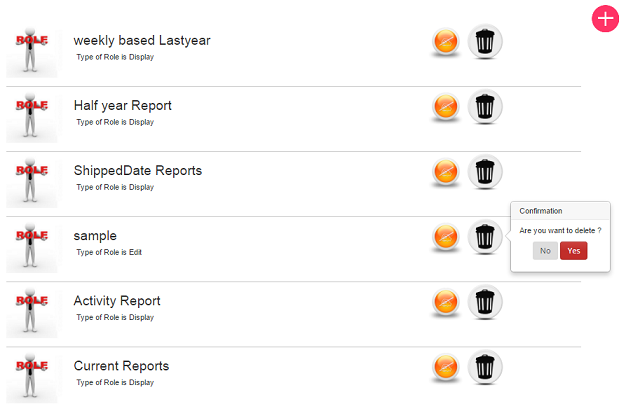 ROLE
weekly based Lastyear
Type of Role is Display
ROLE
Half year Report
Type of Role is Display
ROLE
ShippedDate Reports
Type of Role is Display
ROLE
sample
Type of Role is Edit
Confirmation
Are you want to delete ?
No Yes
ROLE
Activity Report
Type of Role is Display
ROLE
Current Reports
Type of Role is Display